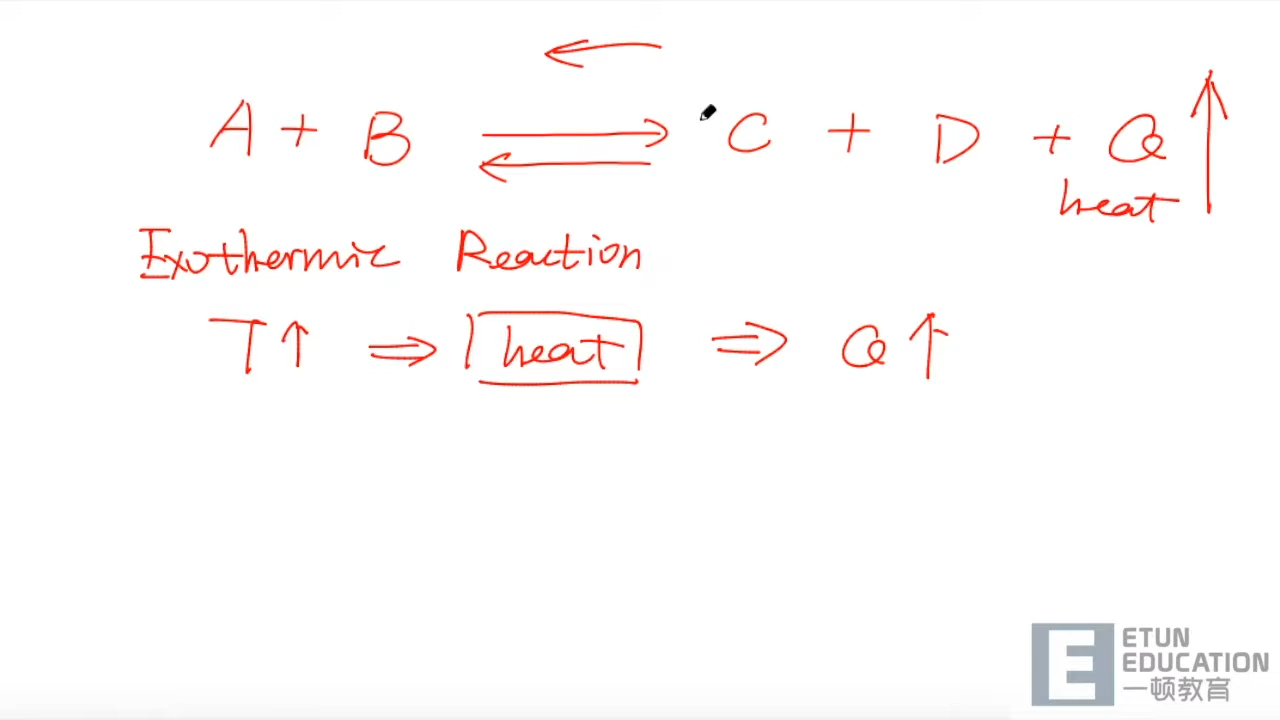 A + B ⇌ C + D + Q ↑
heat
Exothermic Reaction
T↑ ⇒ heat ⇒ Q↑
ETUN
EDUCATION
一顿教育